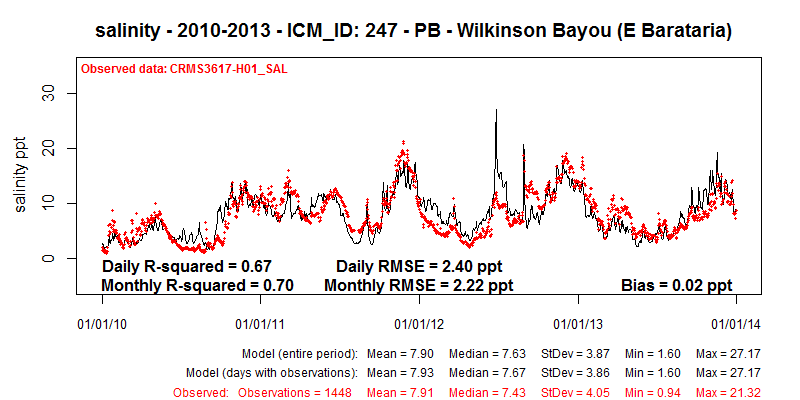 salinity - 2010-2013 - ICM_ID: 247 - PB - Wilkinson Bayou (E Barataria)
Observed data: CRMS3617-H01_SAL
salinity ppt
30
20
10
0
Daily R-squared = 0.67 Daily RMSE = 2.40 ppt
Monthly R-squared = 0.70 Monthly RMSE = 2.22 ppt Bias = 0.02 ppt
01/01/10 01/01/11 01/01/12 01/01/13 01/01/14
Model (entire period): Mean = 7.90 Median = 7.63 StDev = 3.87 Min = 1.60 Max = 27.17
Model (days with observations): Mean = 7.93 Median = 7.67 StDev = 3.86 Min = 1.60 Max = 27.17
Observed: Observations = 1448 Mean = 7.91 Median = 7.43 StDev = 4.05 Min = 0.94 Max = 21.32